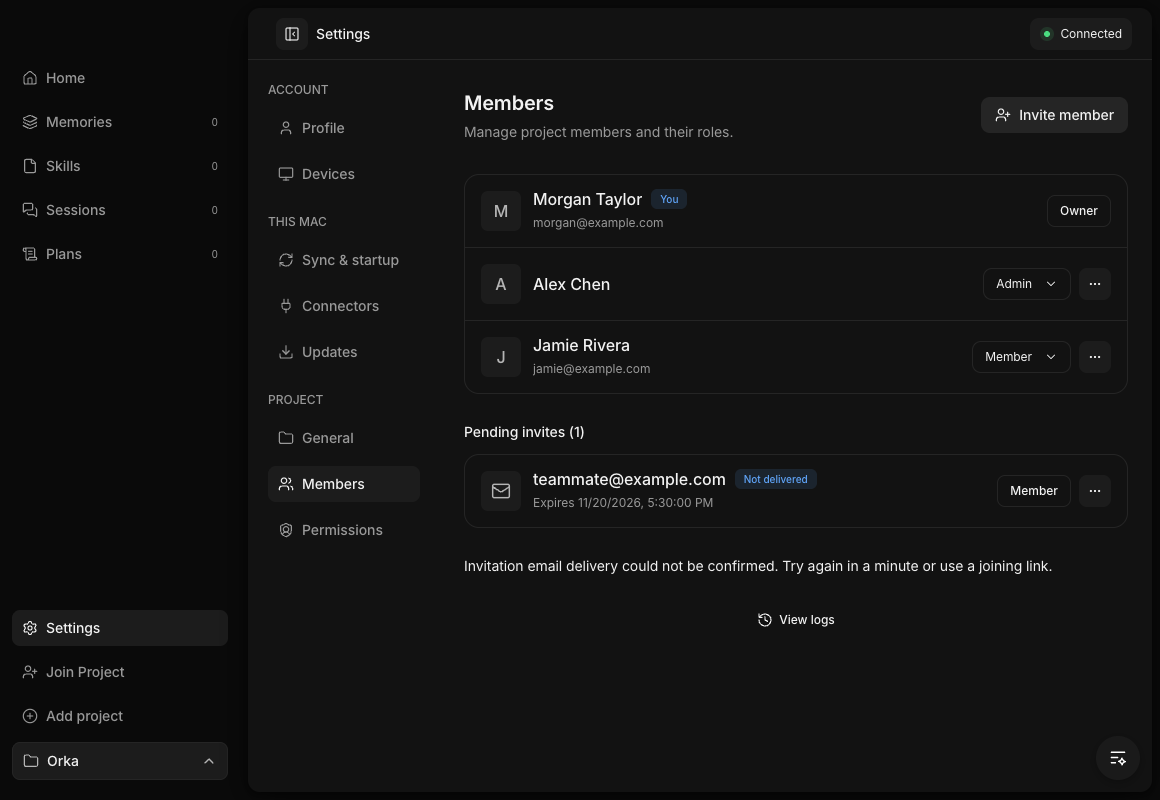 Settings
Connected
Home
Memories 0
Skills 0
Sessions 0
Plans 0
Settings
Join Project
Add project
Orka
ACCOUNT
Profile
Devices
THIS MAC
Sync & startup
Connectors
Updates
PROJECT
General
Members
Permissions
Members
Manage project members and their roles.
Invite member
M
Morgan Taylor You
morgan@example.com
Owner
A
Alex Chen
Admin
J
Jamie Rivera
jamie@example.com
Member
Pending invites (1)
teammate@example.com Not delivered
Expires 11/20/2026, 5:30:00 PM
Member
Invitation email delivery could not be confirmed. Try again in a minute or use a joining link.
View logs